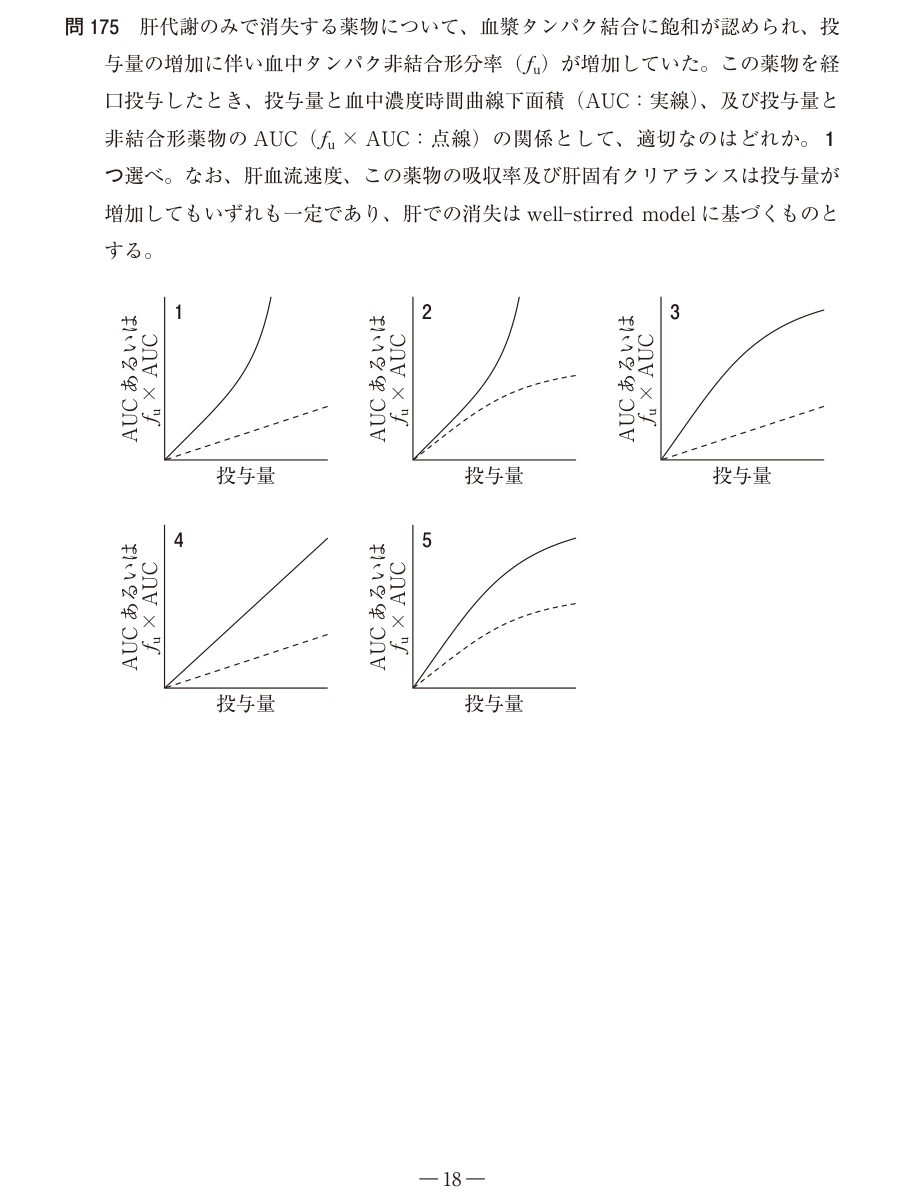 問 175　肝代謝のみで消失する薬物について、血漿タンパク結合に飽和が認められ、投
与量の増加に伴い血中タンパク非結合形分率（fu）が増加していた。この薬物を経
口投与したとき、投与量と血中濃度時間曲線下面積（AUC：実線）、及び投与量と
非結合形薬物の AUC（fu × AUC：点線）の関係として、適切なのはどれか。1
つ選べ。なお、肝血流速度、この薬物の吸収率及び肝固有クリアランスは投与量が
増加してもいずれも一定であり、肝での消失は well-stirred model に基づくものと
する。
1
AUC あるいは
fu × AUC
投与量
2
AUC あるいは
fu × AUC
投与量
3
AUC あるいは
fu × AUC
投与量
4
AUC あるいは
fu × AUC
投与量
5
AUC あるいは
fu × AUC
投与量
— 18 —